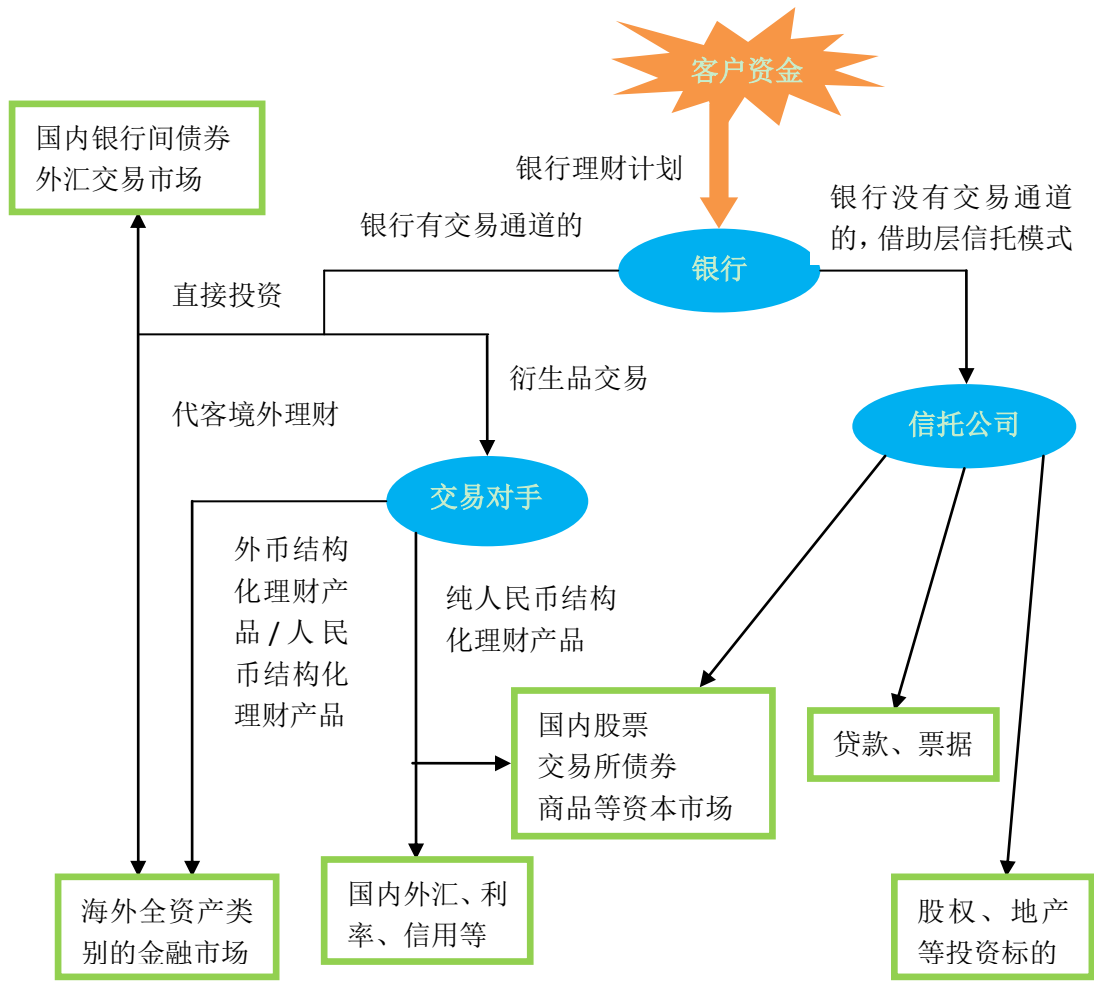 客户资金
国内银行间债券
外汇交易市场
银行理财计划
银行有交易通道的
银行没有交易通道
的,借助层信托模式
银行
直接投资
衍生品交易
代客境外理财
信托公司
交易对手
外币结构
化理财产
品/人民
币结构化
理财产品
纯人民币结构
化理财产品
国内股票
交易所债券
商品等资本市场
贷款、票据
海外全资产类
别的金融市场
国内外汇、利
率、信用等
股权、地产
等投资标的